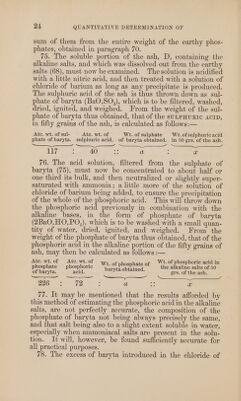 24 QUANTITATIVE DETERMINATION OF
sum of them from the entire weight of the earthy phos-
phates, obtained in paragraph 70.
75. The soluble portion of the ash, D, containing the
alkaline salts, and which was dissolved out from the earthy
salts (68), must now be examined. The solution is acidified
with a little nitric acid, and then treated with a solution of
chloride of barium as long as any precipitate is produced.
The sulphuric acid of the ash is thus thrown down as sul-
phate of baryta (BaO,SO₃), which is to be filtered, washed,
dried, ignited, and weighed. From the weight of the sul-
phate of baryta thus obtained, that of the SULPHURIC ACID,
in fifty grains of the ash, is calculated as follows:—
At. wt. of sul- At. wt. of Wt. of sulphate Wt. of sulphuric acid
phate of baryta. sulphuric acid. of baryta obtained. in 50 grs. of the ash.
117 : 40 :: a : x
76. The acid solution, filtered from the sulphate of
baryta (75), must now be concentrated to about half or
one third its bulk, and then neutralized or slightly super-
saturated with ammonia; a little more of the solution of
chloride of barium being added, to ensure the precipitation
of the whole of the phosphoric acid. This will throw down
the phosphoric acid previously in combination with the
alkaline bases, in the form of phosphate of baryta
(2BaO,HO,PO₅), which is to be washed with a small quan-
tity of water, dried, ignited, and weighed. From the
weight of the phosphate of baryta thus obtained, that of the
phosphoric acid in the alkaline portion of the fifty grains of
ash, may then be calculated as follows:—
At. wt. of At. wt. of Wt. of phosphate of Wt. of phosphoric acid in
phosphate phosphoric baryta obtained. the alkaline salts of 50
of baryta. acid. grs. of the ash.
226 : 72 :: a : x
77. It may be mentioned that the results afforded by
this method of estimating the phosphoric acid in the alkaline
salts, are not perfectly accurate, the composition of the
phosphate of baryta not being always precisely the same,
and that salt being also to a slight extent soluble in water,
especially when ammoniacal salts are present in the solu-
tion. It will, however, be found sufficiently accurate for
all practical purposes.
78. The excess of baryta introduced in the chloride of